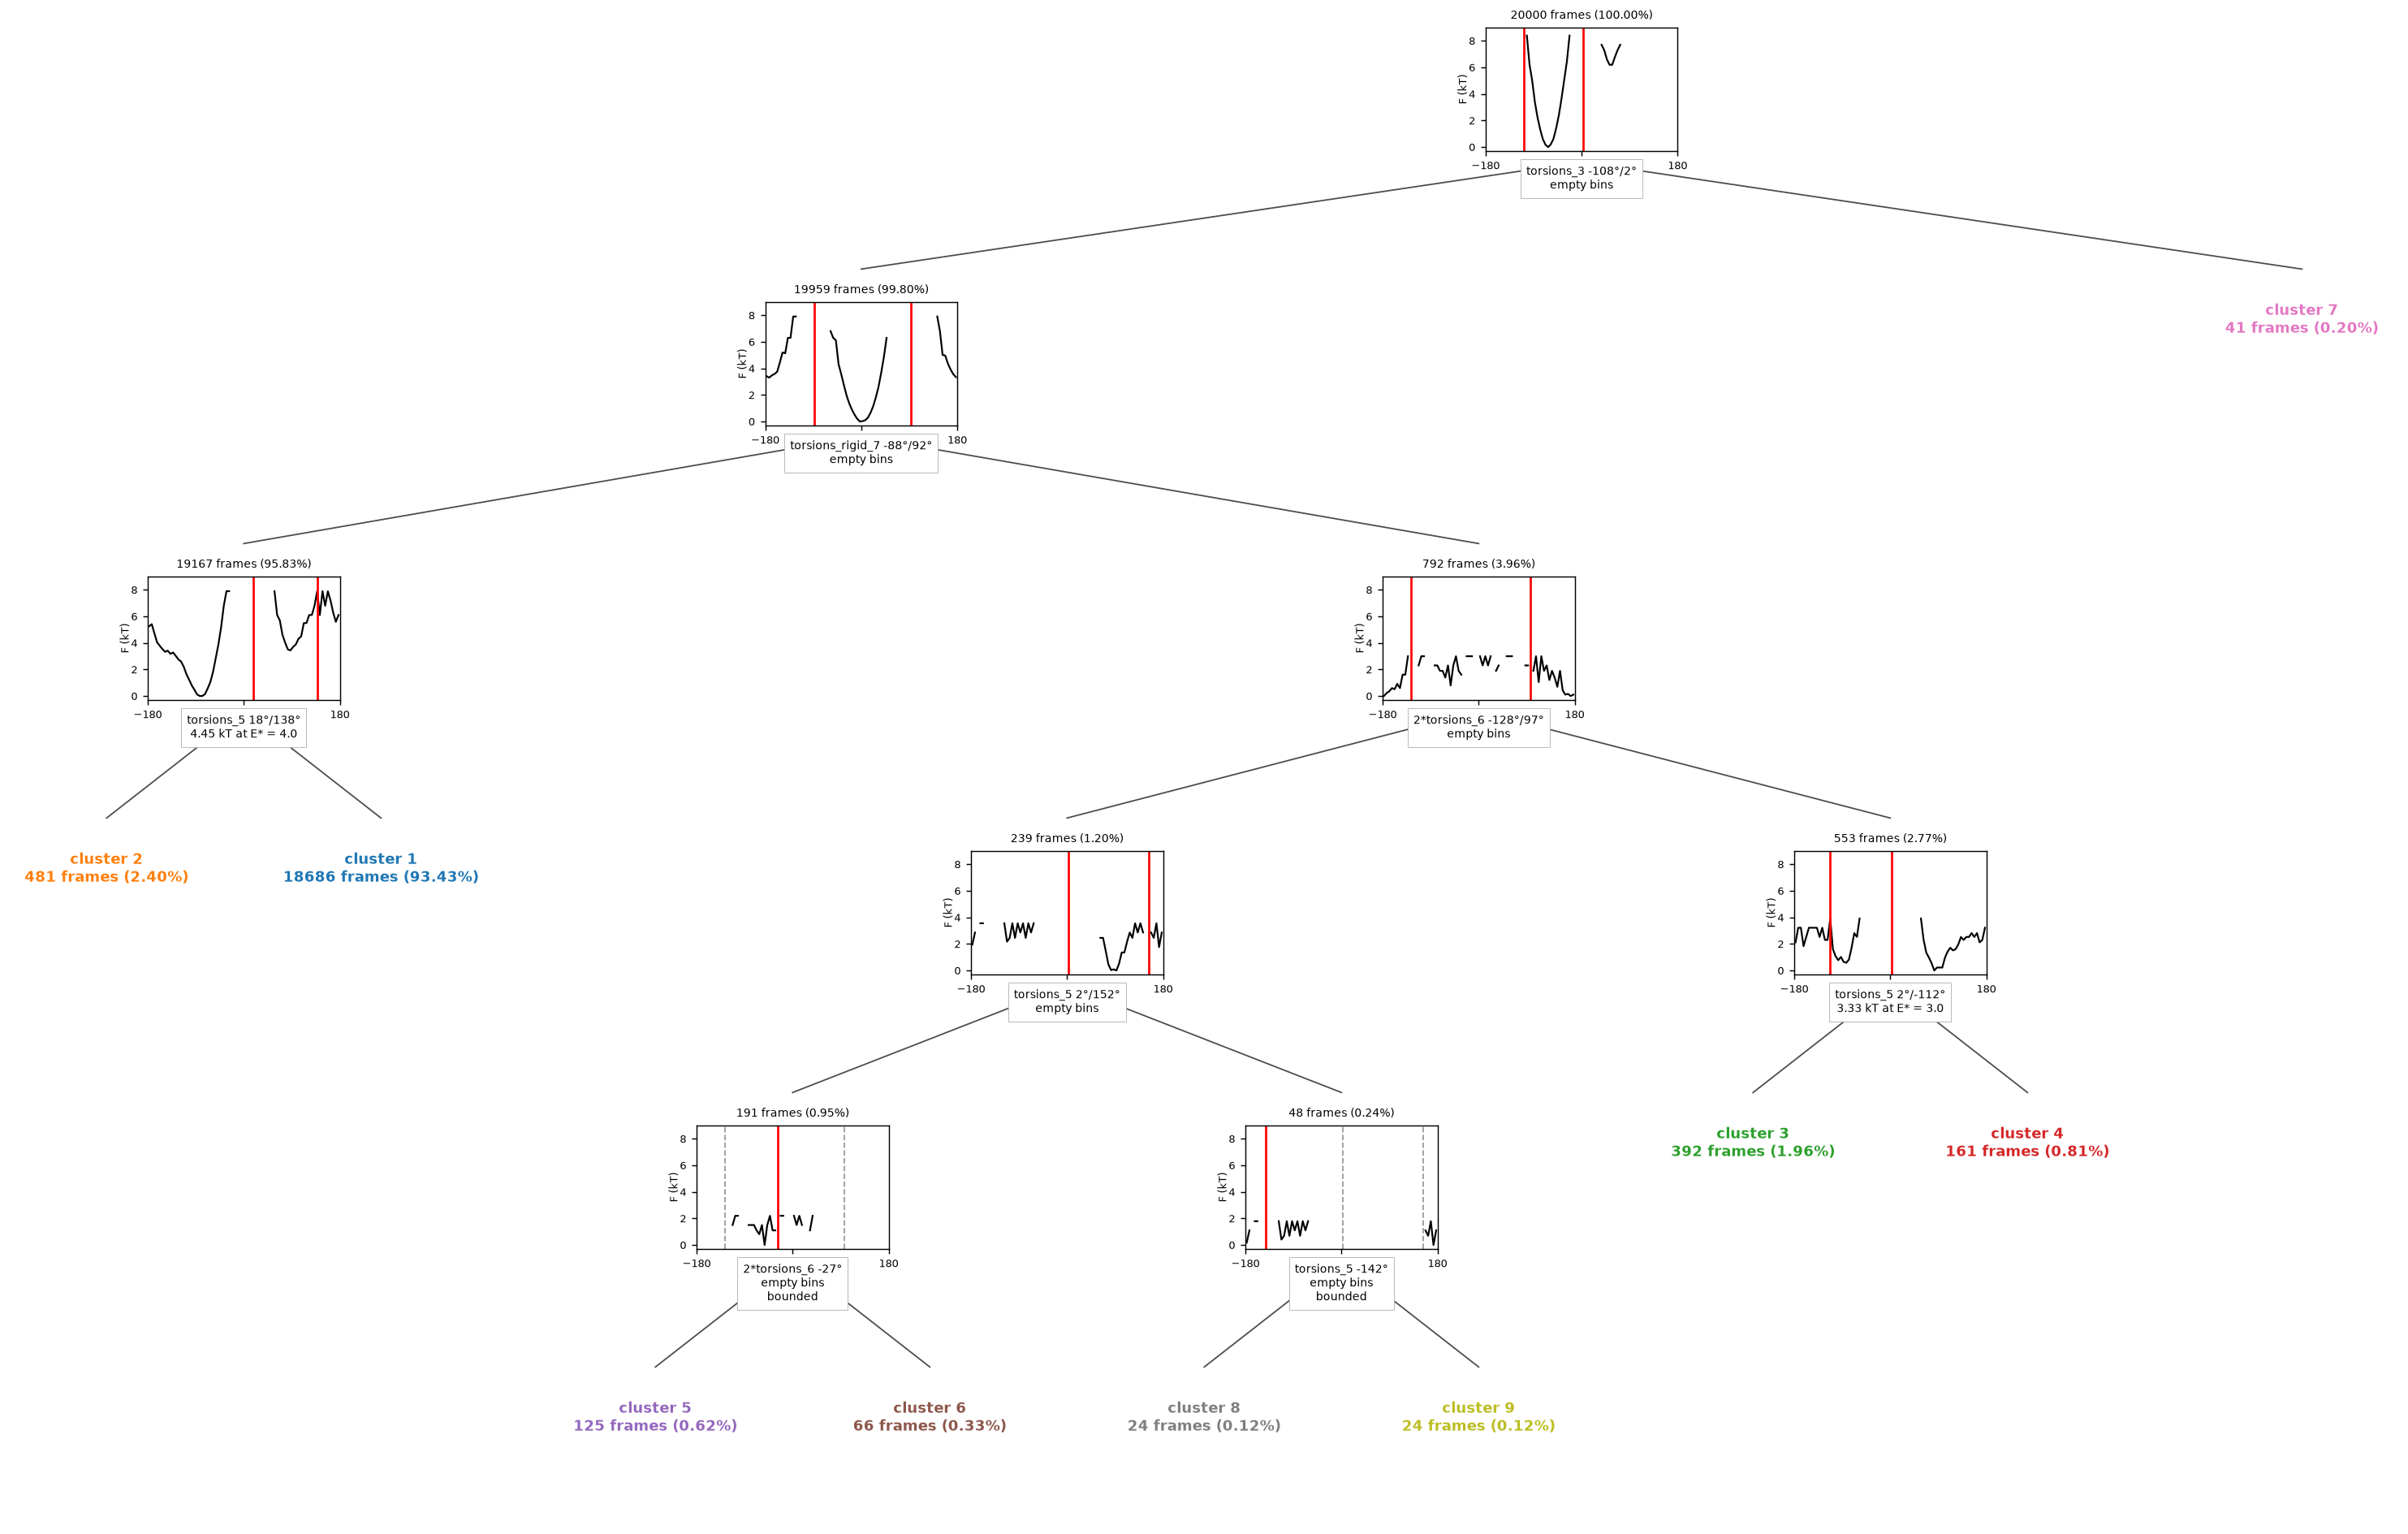 20000 frames (100.00%)
F (kT)
8
6
4
2
0
−180
180
torsions_3 -108°/2°
empty bins
19959 frames (99.80%)
F (kT)
8
6
4
2
0
−180
180
torsions_rigid_7 -88°/92°
empty bins
cluster 7
41 frames (0.20%)
19167 frames (95.83%)
F (kT)
8
6
4
2
0
−180
180
torsions_5 18°/138°
4.45 kT at E* = 4.0
792 frames (3.96%)
F (kT)
8
6
4
2
0
−180
180
2*torsions_6 -128°/97°
empty bins
cluster 2
481 frames (2.40%)
cluster 1
18686 frames (93.43%)
239 frames (1.20%)
F (kT)
8
6
4
2
0
−180
180
torsions_5 2°/152°
empty bins
553 frames (2.77%)
F (kT)
8
6
4
2
0
−180
180
torsions_5 2°/-112°
3.33 kT at E* = 3.0
191 frames (0.95%)
F (kT)
8
6
4
2
0
−180
180
2*torsions_6 -27°
empty bins
bounded
48 frames (0.24%)
F (kT)
8
6
4
2
0
−180
180
torsions_5 -142°
empty bins
bounded
cluster 3
392 frames (1.96%)
cluster 4
161 frames (0.81%)
cluster 5
125 frames (0.62%)
cluster 6
66 frames (0.33%)
cluster 8
24 frames (0.12%)
cluster 9
24 frames (0.12%)